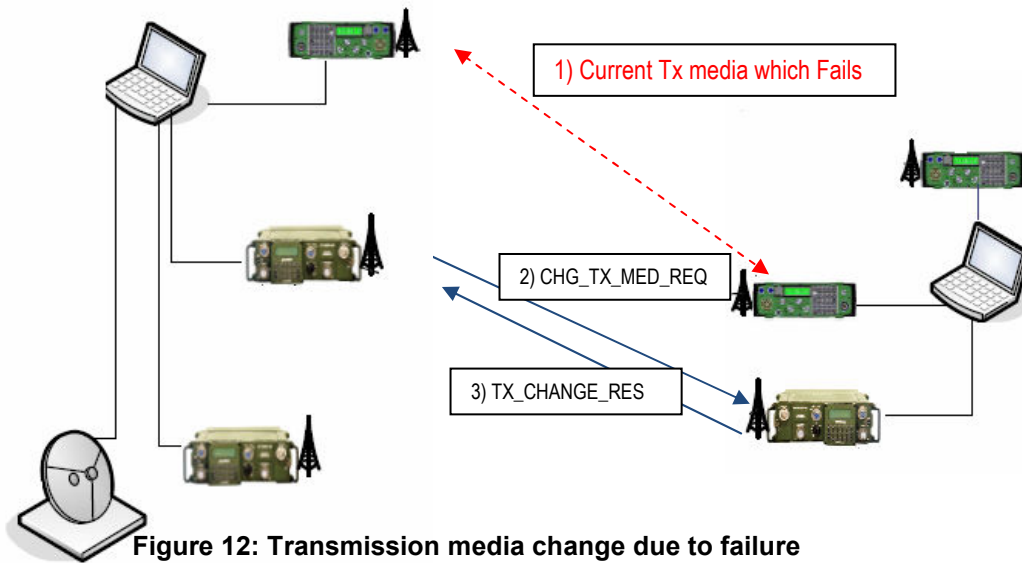 1) Current Tx media which Fails
2) CHG_TX_MED_REQ
3) TX_CHANGE_RES
Figure 12: Transmission media change due to failure